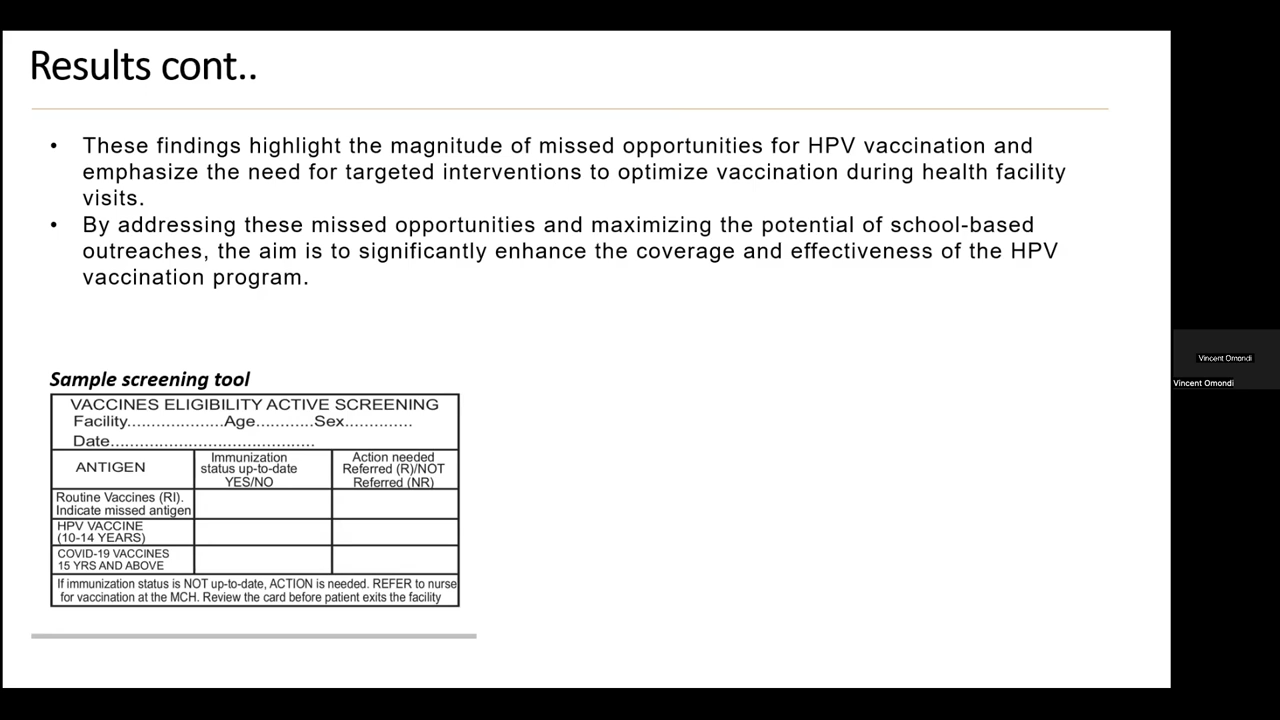 Results cont..
• These findings highlight the magnitude of missed opportunities for HPV vaccination and
emphasize the need for targeted interventions to optimize vaccination during health facility
visits.
• By addressing these missed opportunities and maximizing the potential of school-based
outreaches, the aim is to significantly enhance the coverage and effectiveness of the HPV
vaccination program.
Sample screening tool
VACCINES ELIGIBILITY ACTIVE SCREENING
Facility....................Age............Sex..............
Date..........................................
ANTIGEN
Immunization
status up-to-date
YES/NO
Action needed
Referred (R)/NOT
Referred (NR)
Routine Vaccines (RI).
Indicate missed antigen
HPV VACCINE
(10-14 YEARS)
COVID-19 VACCINES
15 YRS AND ABOVE
If immunization status is NOT up-to-date, ACTION is needed. REFER to nurse
for vaccination at the MCH. Review the card before patient exits the facility
Vincent Omondi
Vincent Omondi